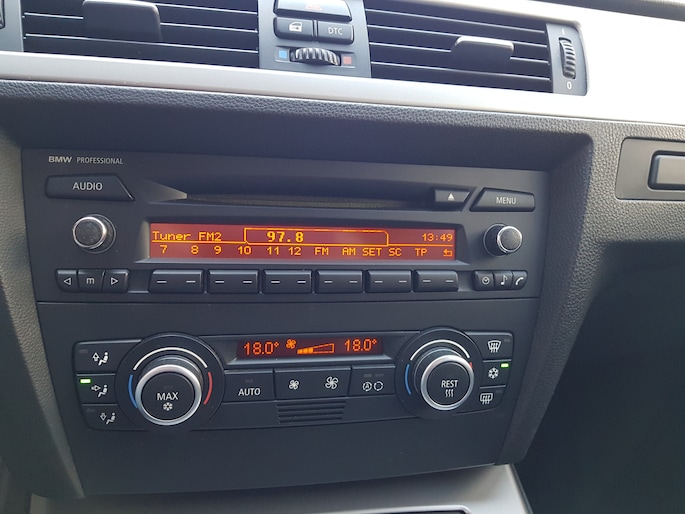 DTC
0
BMW PROFESSIONAL
AUDIO
MENU
Tuner FM2 97.8 13:49
7 8 9 10 11 12 FM AM SET SC TP
m
18.0° 18.0°
MAX
AUTO
REST